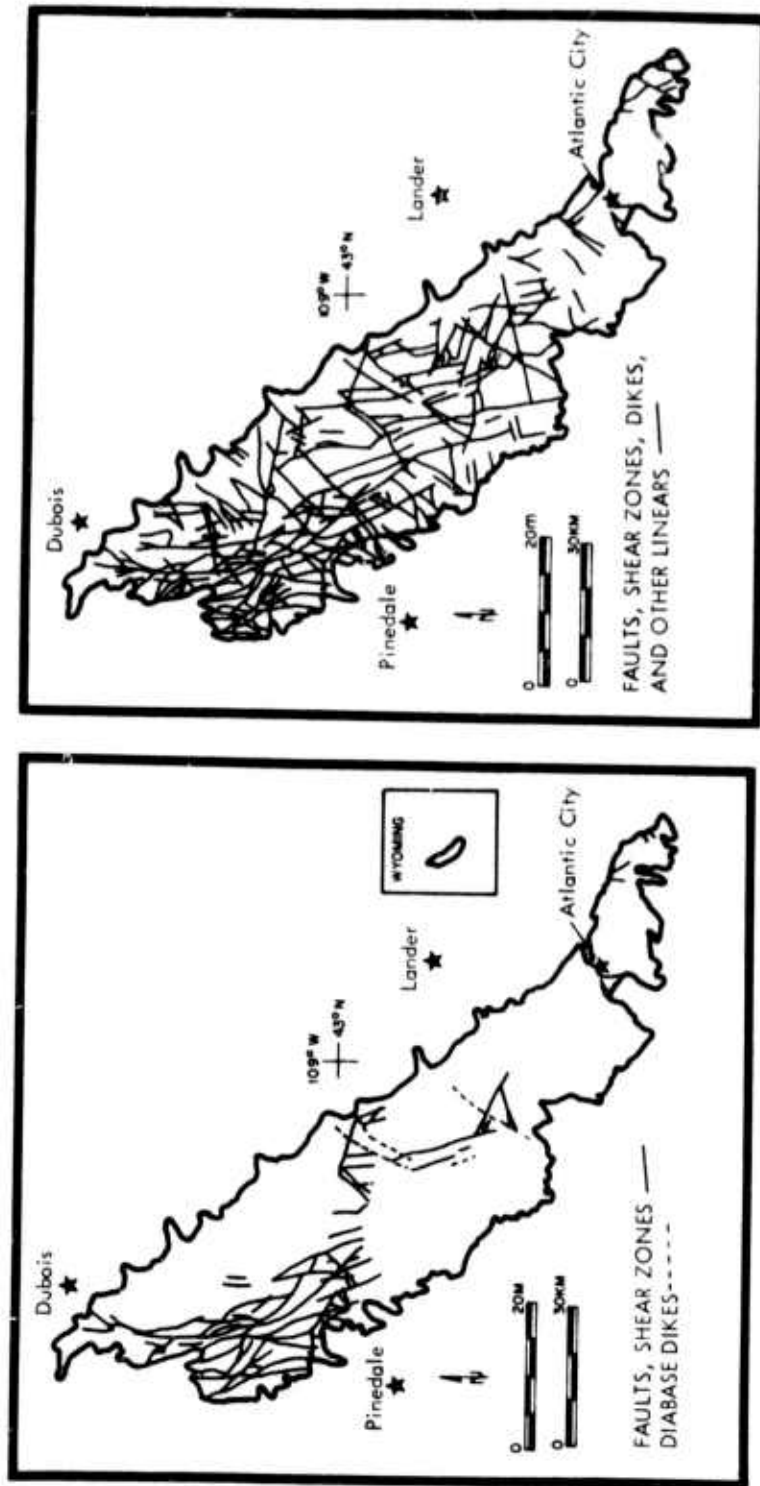 Dubois
WYOMING
109° W
43° N
Lander
Pinedale
N
0 20M
0 30KM
Atlantic City
FAULTS, SHEAR ZONES
DIABASE DIKES
Dubois
109° W
43° N
Lander
Pinedale
N
0 20m
0 30KM
Atlantic City
FAULTS, SHEAR ZONES, DIKES,
AND OTHER LINEARS